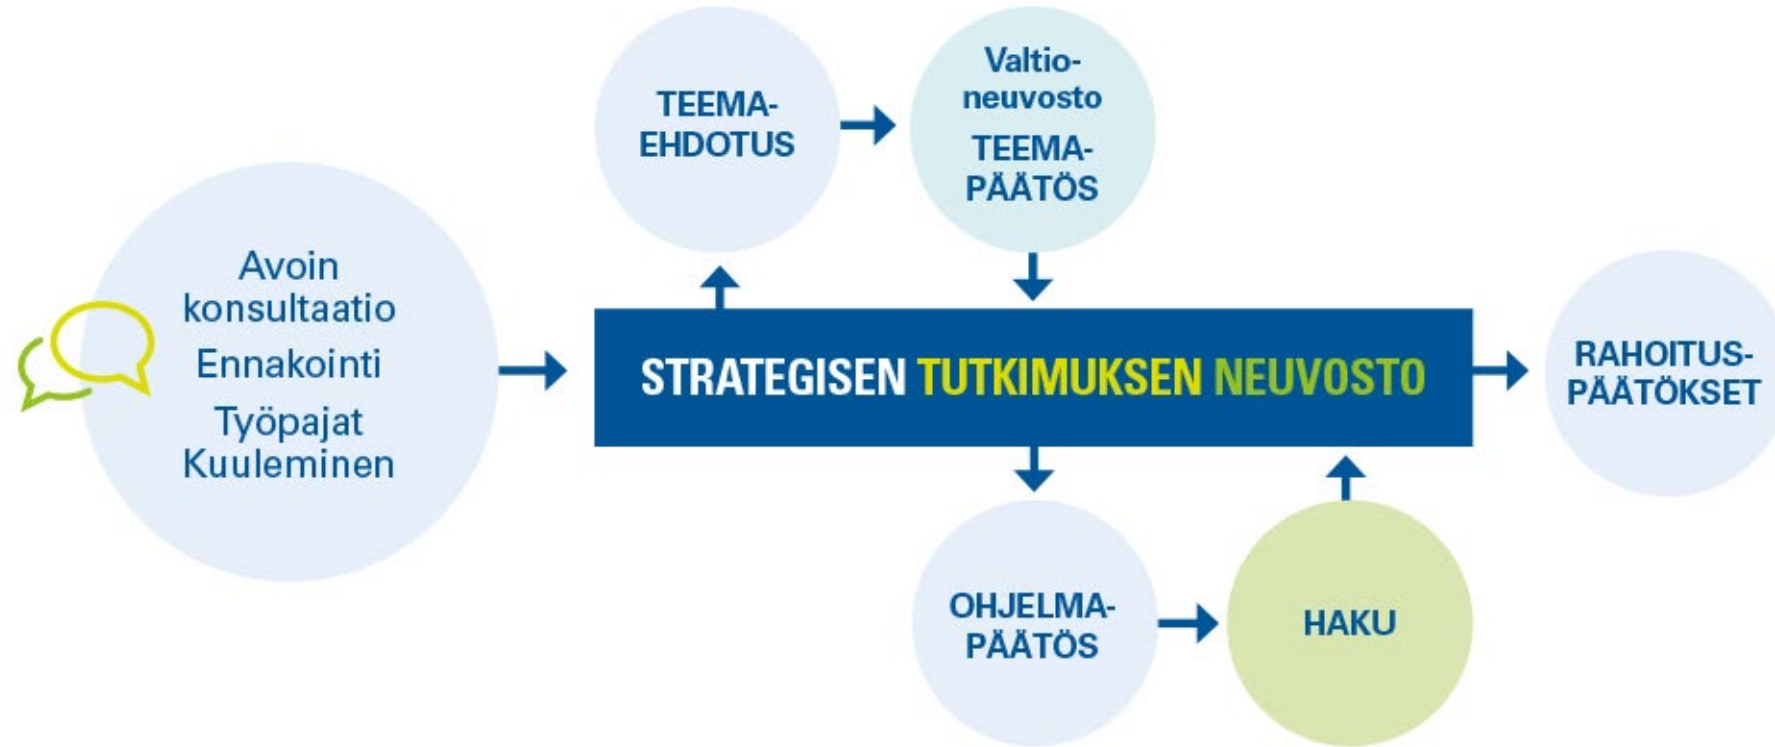 Avoin
konsultaatio
Ennakointi
Työpajat
Kuuleminen
TEEMA-
EHDOTUS
Valtio-
neuvosto
TEEMA-
PÄÄTÖS
STRATEGISEN TUTKIMUKSEN NEUVOSTO
OHJELMA-
PÄÄTÖS
HAKU
RAHOITUS-
PÄÄTÖKSET